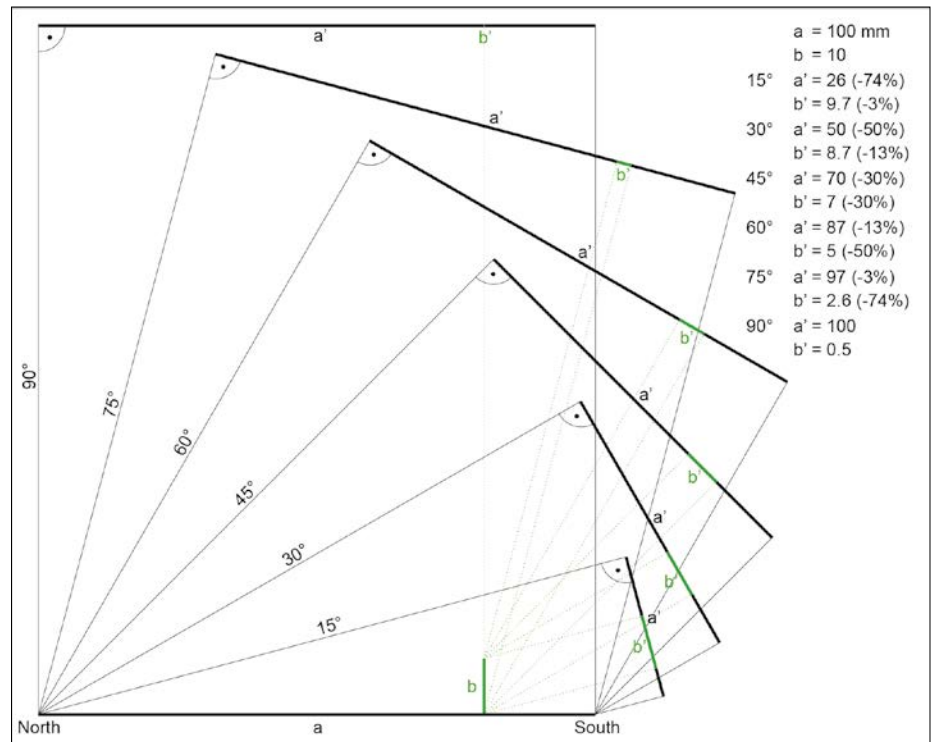 a’
b’
a = 100 mm
b = 10
15° a’ = 26 (-74%)
b’ = 9.7 (-3%)
30° a’ = 50 (-50%)
b’ = 8.7 (-13%)
45° a’ = 70 (-30%)
b’ = 7 (-30%)
60° a’ = 87 (-13%)
b’ = 5 (-50%)
75° a’ = 97 (-3%)
b’ = 2.6 (-74%)
90° a’ = 100
b’ = 0.5
a’
b’
a’
b’
a’
b’
a’
b’
a’
b’
90°
75°
60°
45°
30°
15°
b
North
a
South